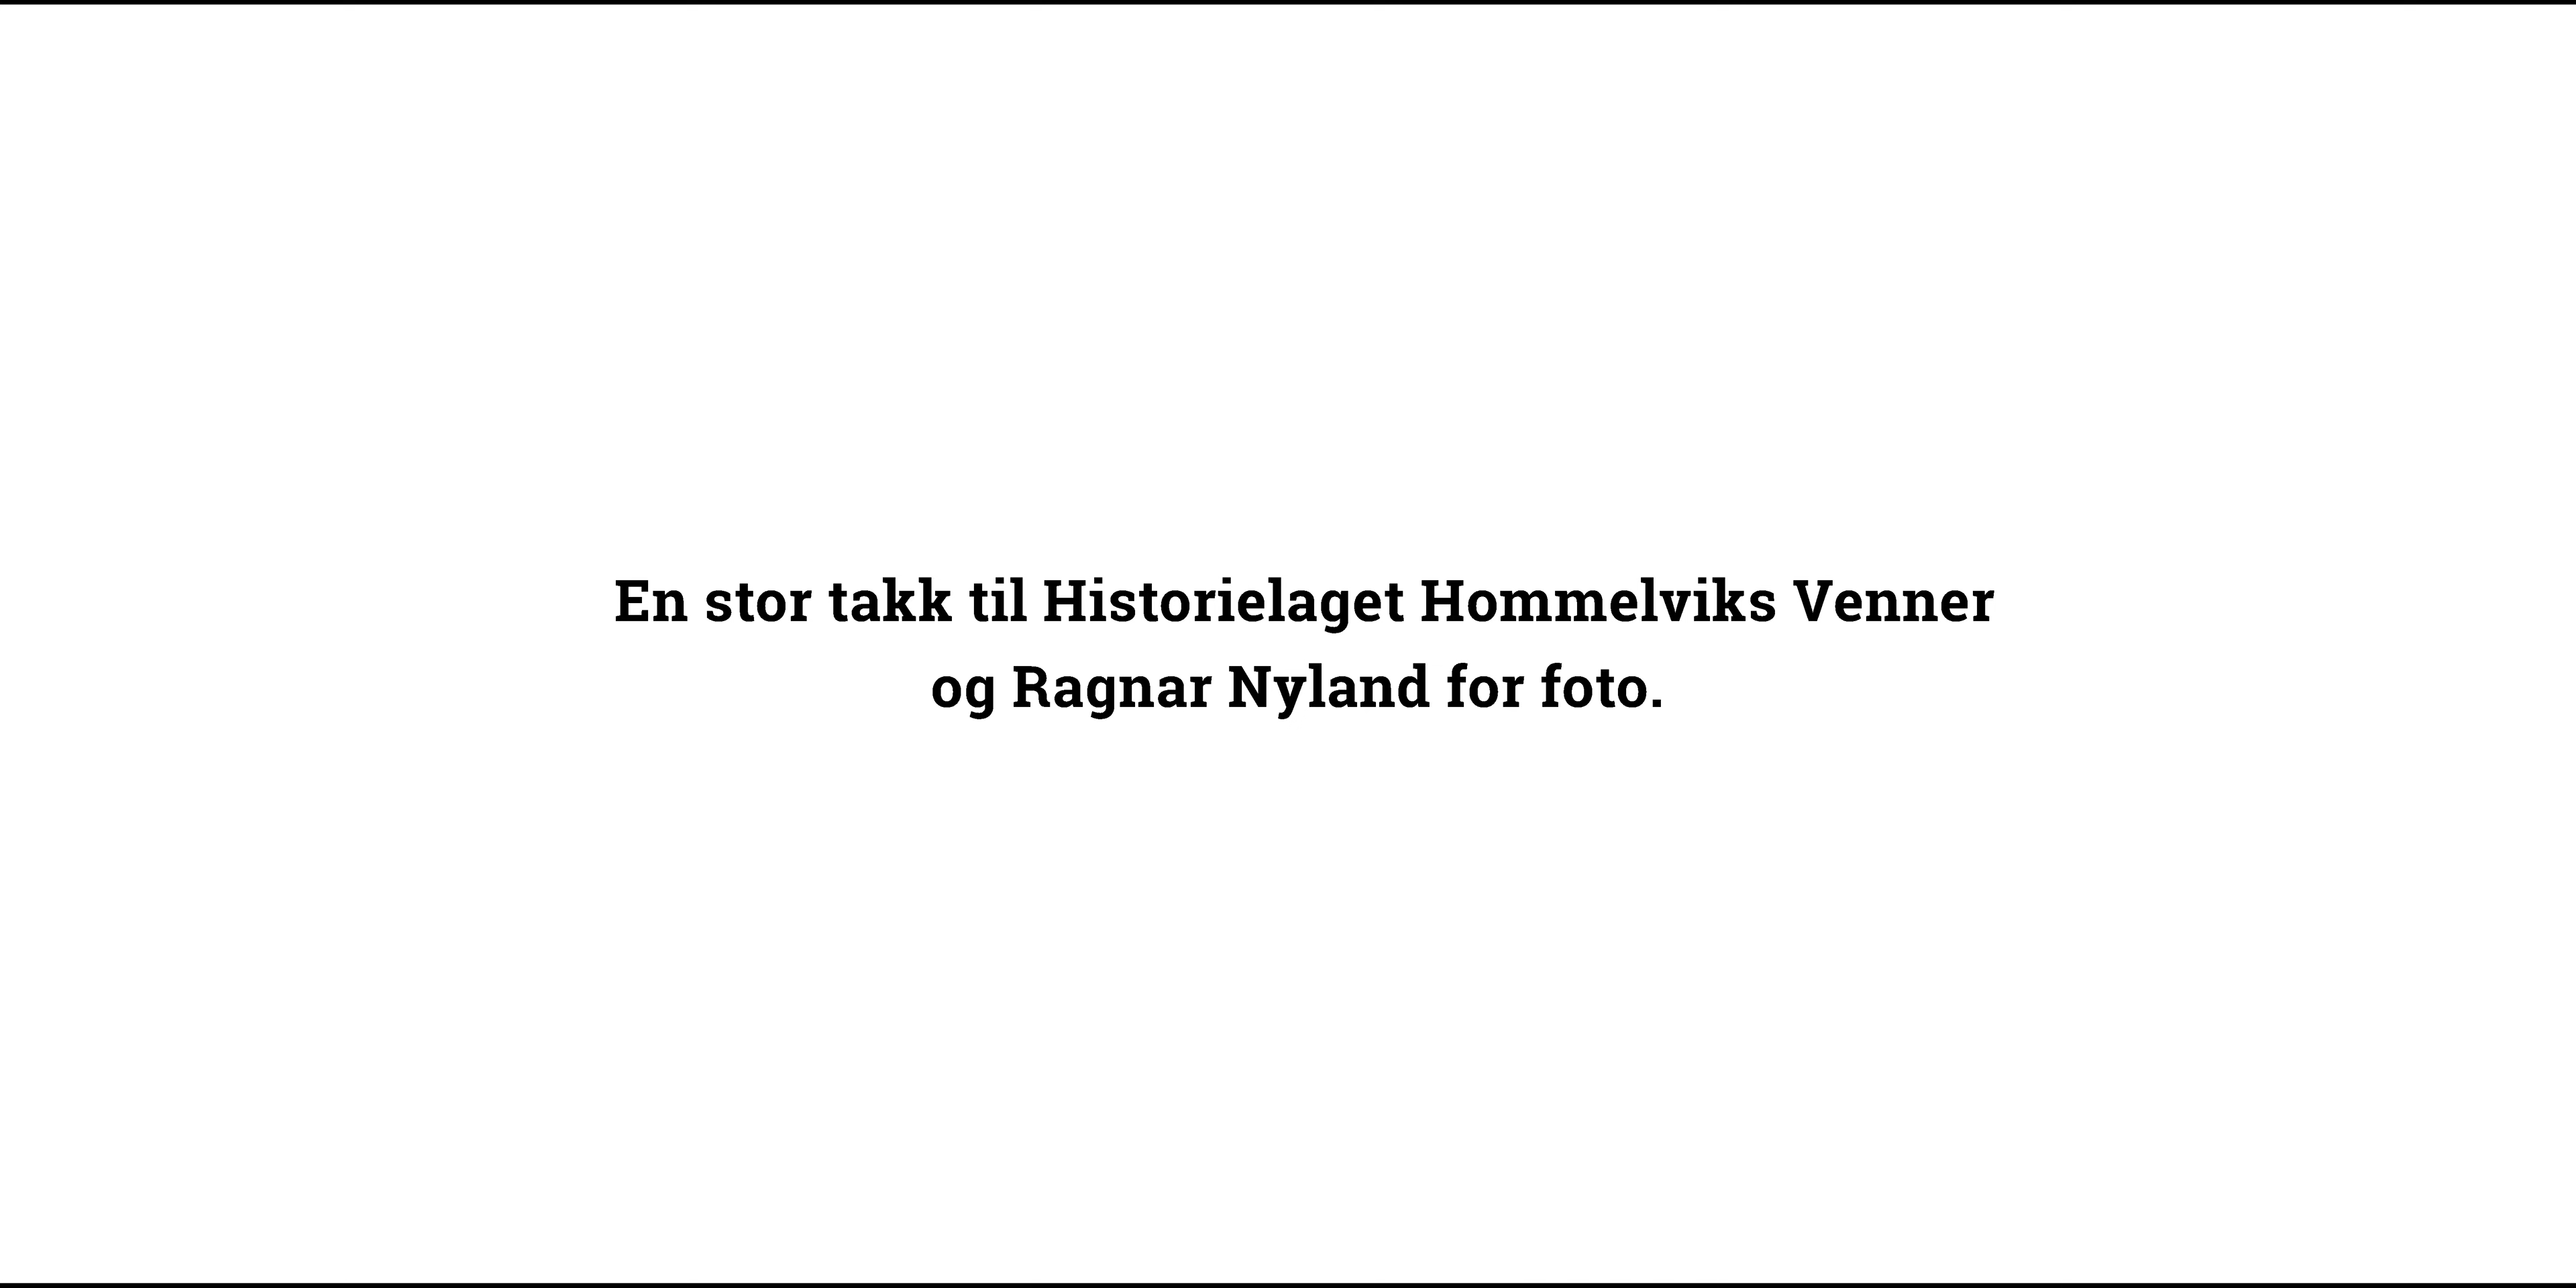 En stor takk til Historielaget Hommelviks Venner
og Ragnar Nyland for foto.